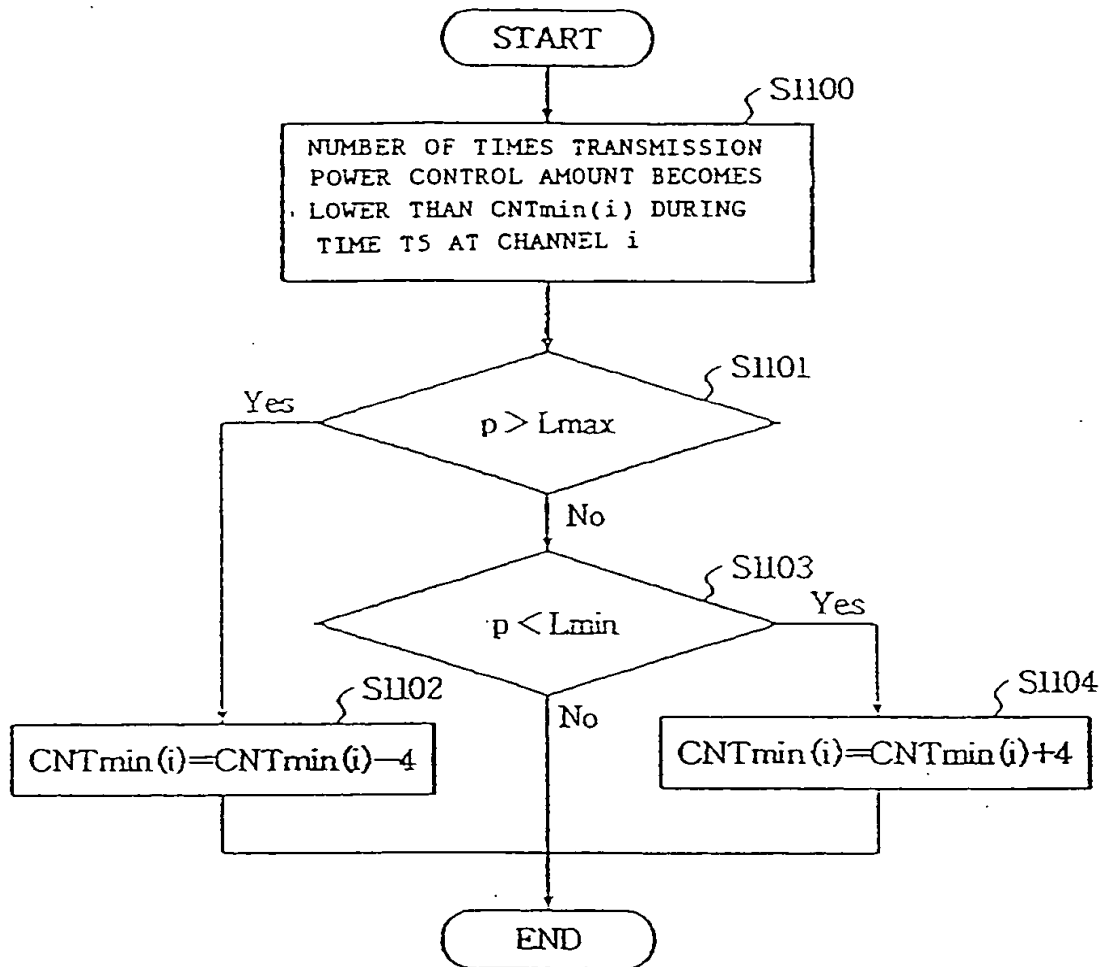 START
S1100
NUMBER OF TIMES TRANSMISSION
POWER CONTROL AMOUNT BECOMES
LOWER THAN CNTmin(i) DURING
TIME T5 AT CHANNEL i
S1101
Yes
p > Lmax
No
S1103
Yes
p < Lmin
S1102
No
S1104
CNTmin(i)=CNTmin(i)−4
CNTmin(i)=CNTmin(i)+4
END